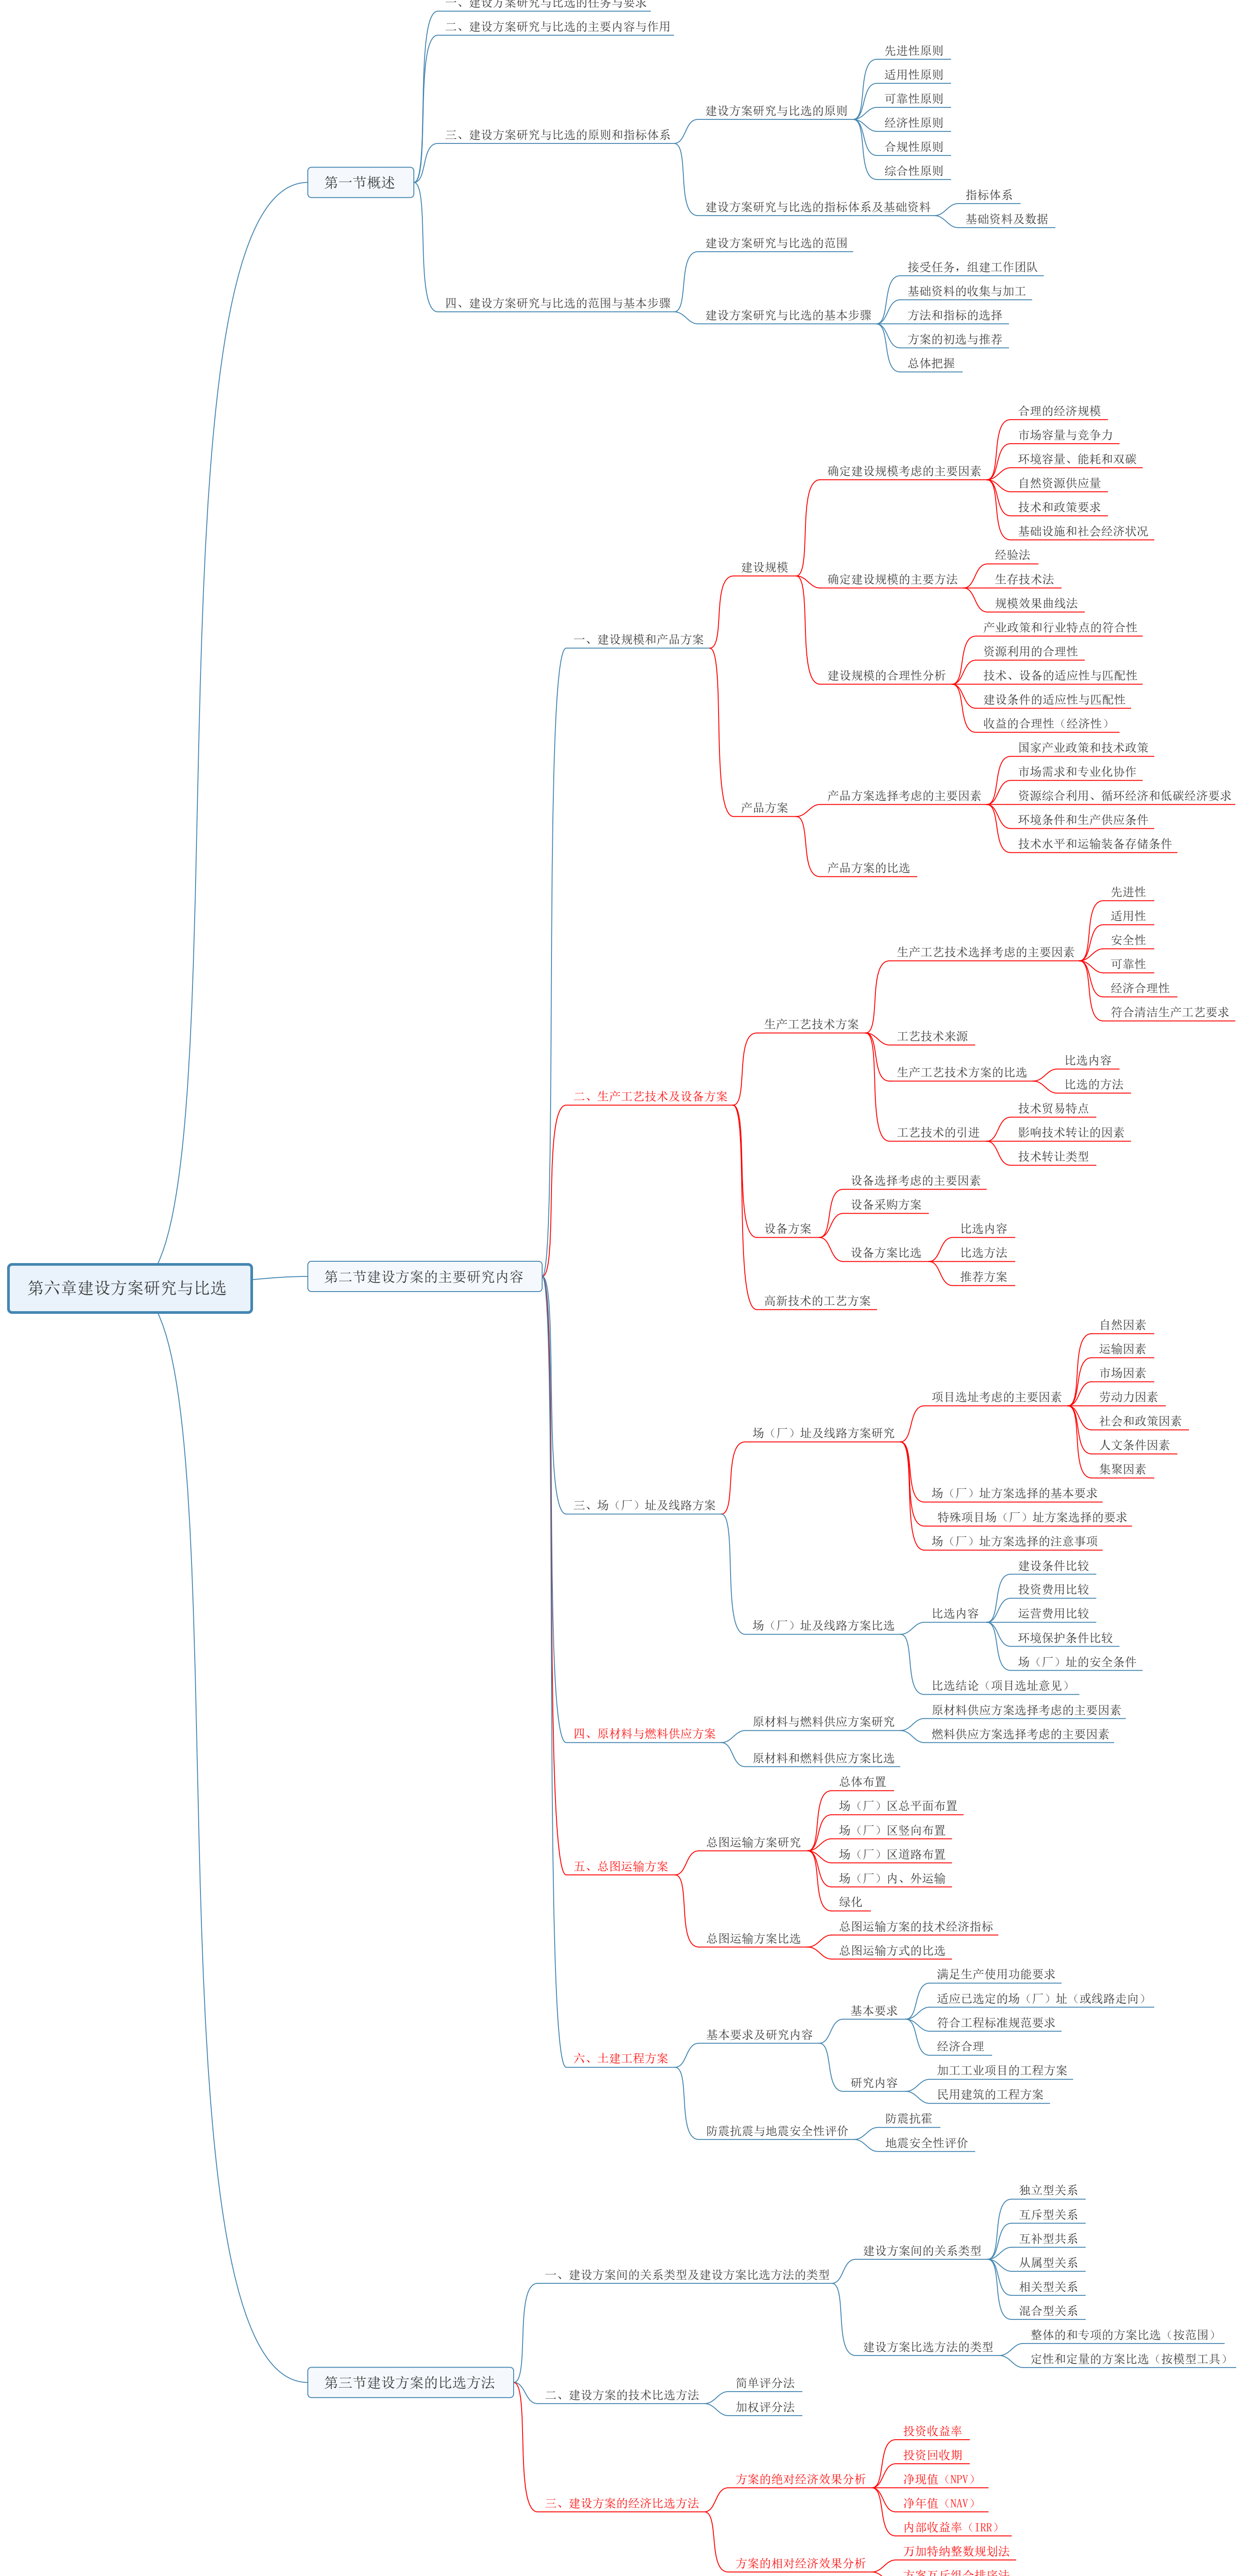 第六章建设方案研究与比选
第一节概述
一、建设方案研究与比选的任务与要求
二、建设方案研究与比选的主要内容与作用
三、建设方案研究与比选的原则和指标体系
建设方案研究与比选的原则
先进性原则
适用性原则
可靠性原则
经济性原则
合规性原则
综合性原则
建设方案研究与比选的指标体系及基础资料
指标体系
基础资料及数据
四、建设方案研究与比选的范围与基本步骤
建设方案研究与比选的范围
建设方案研究与比选的基本步骤
接受任务，组建工作团队
基础资料的收集与加工
方法和指标的选择
方案的初选与推荐
总体把握
第二节建设方案的主要研究内容
一、建设规模和产品方案
建设规模
确定建设规模考虑的主要因素
合理的经济规模
市场容量与竞争力
环境容量、能耗和双碳
自然资源供应量
技术和政策要求
基础设施和社会经济状况
确定建设规模的主要方法
经验法
生存技术法
规模效果曲线法
建设规模的合理性分析
产业政策和行业特点的符合性
资源利用的合理性
技术、设备的适应性与匹配性
建设条件的适应性与匹配性
收益的合理性（经济性）
产品方案
产品方案选择考虑的主要因素
国家产业政策和技术政策
市场需求和专业化协作
资源综合利用、循环经济和低碳经济要求
环境条件和生产供应条件
技术水平和运输装备存储条件
产品方案的比选
二、生产工艺技术及设备方案
生产工艺技术方案
生产工艺技术选择考虑的主要因素
先进性
适用性
安全性
可靠性
经济合理性
符合清洁生产工艺要求
工艺技术来源
生产工艺技术方案的比选
比选内容
比选的方法
工艺技术的引进
技术贸易特点
影响技术转让的因素
技术转让类型
设备方案
设备选择考虑的主要因素
设备采购方案
设备方案比选
比选内容
比选方法
推荐方案
高新技术的工艺方案
三、场（厂）址及线路方案
场（厂）址及线路方案研究
项目选址考虑的主要因素
自然因素
运输因素
市场因素
劳动力因素
社会和政策因素
人文条件因素
集聚因素
场（厂）址方案选择的基本要求
特殊项目场（厂）址方案选择的要求
场（厂）址方案选择的注意事项
场（厂）址及线路方案比选
比选内容
建设条件比较
投资费用比较
运营费用比较
环境保护条件比较
场（厂）址的安全条件
比选结论（项目选址意见）
四、原材料与燃料供应方案
原材料与燃料供应方案研究
原材料供应方案选择考虑的主要因素
燃料供应方案选择考虑的主要因素
原材料和燃料供应方案比选
五、总图运输方案
总图运输方案研究
总体布置
场（厂）区总平面布置
场（厂）区竖向布置
场（厂）区道路布置
场（厂）内、外运输
绿化
总图运输方案比选
总图运输方案的技术经济指标
总图运输方式的比选
六、土建工程方案
基本要求及研究内容
基本要求
满足生产使用功能要求
适应已选定的场（厂）址（或线路走向）
符合工程标准规范要求
经济合理
研究内容
加工工业项目的工程方案
民用建筑的工程方案
防震抗震与地震安全性评价
防震抗霍
地震安全性评价
第三节建设方案的比选方法
一、建设方案间的关系类型及建设方案比选方法的类型
建设方案间的关系类型
独立型关系
互斥型关系
互补型共系
从属型关系
相关型关系
混合型关系
建设方案比选方法的类型
整体的和专项的方案比选（按范围）
定性和定量的方案比选（按模型工具）
二、建设方案的技术比选方法
简单评分法
加权评分法
三、建设方案的经济比选方法
方案的绝对经济效果分析
投资收益率
投资回收期
净现值（NPV）
净年值（NAV）
内部收益率（IRR）
方案的相对经济效果分析
万加特纳整数规划法
方案互斥组合排序法